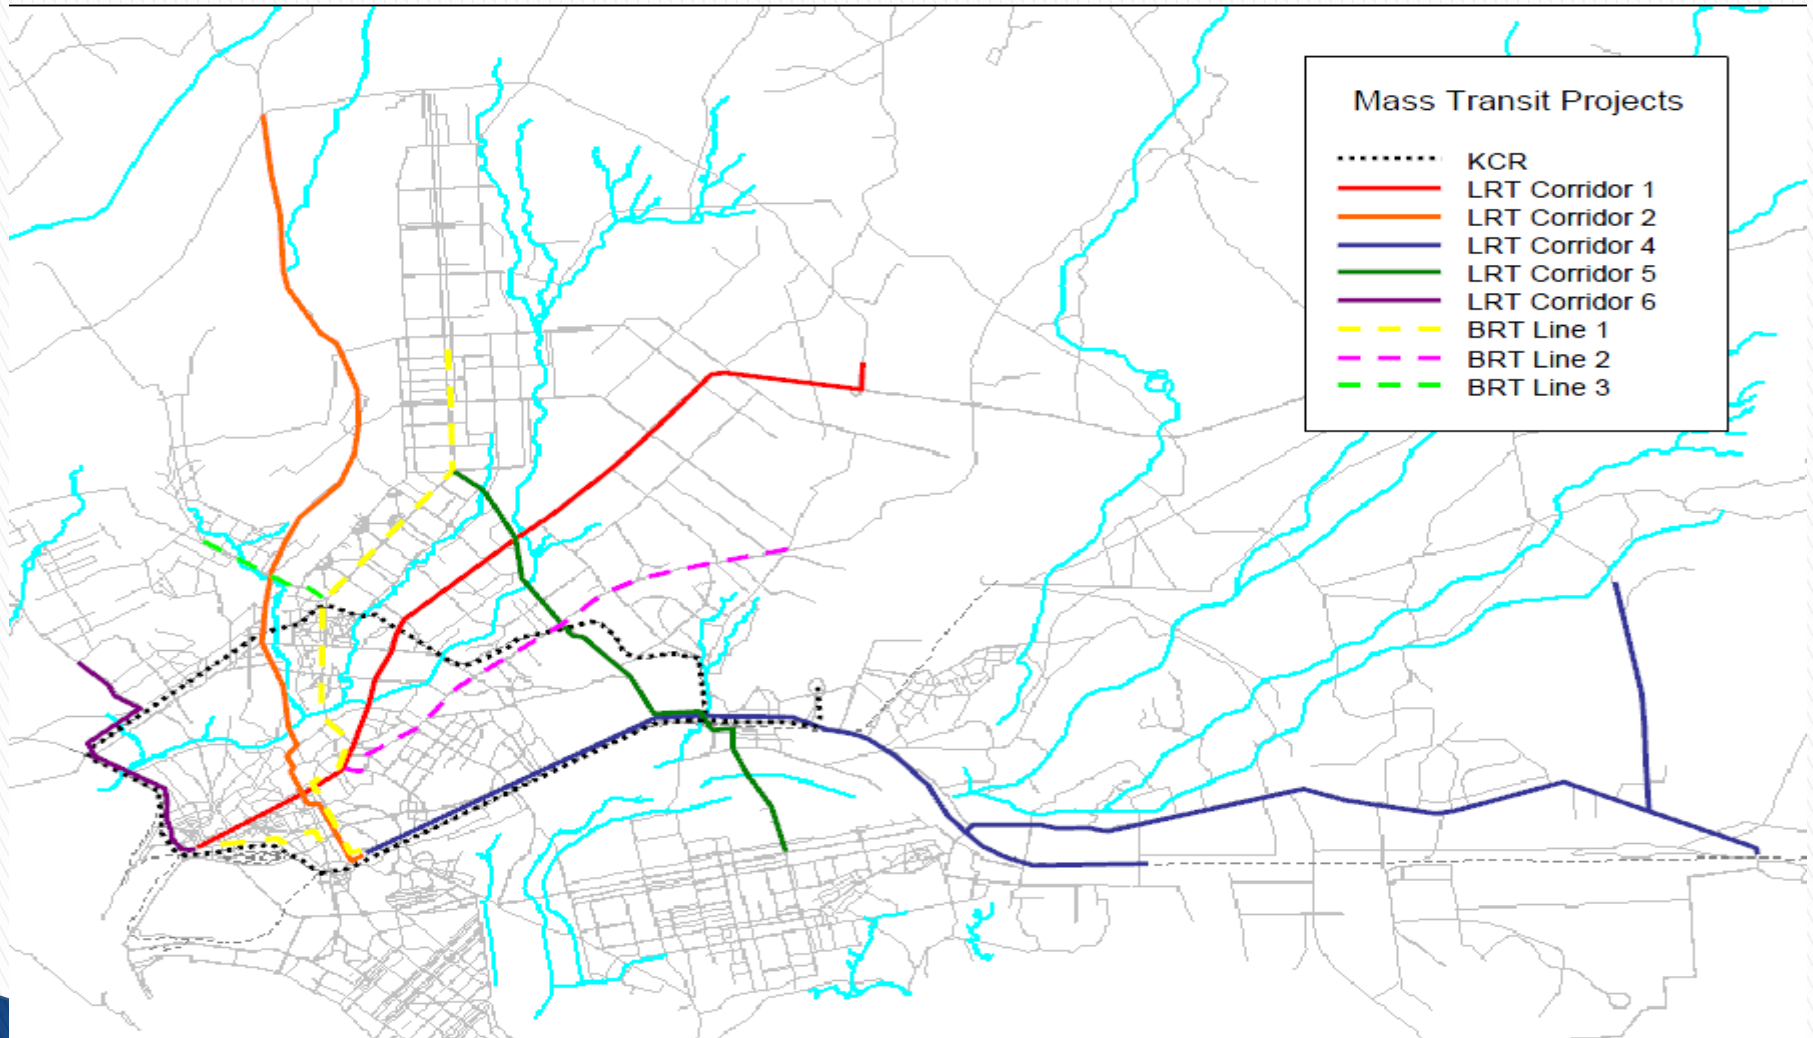 Mass Transit Projects
KCR
LRT Corridor 1
LRT Corridor 2
LRT Corridor 4
LRT Corridor 5
LRT Corridor 6
BRT Line 1
BRT Line 2
BRT Line 3